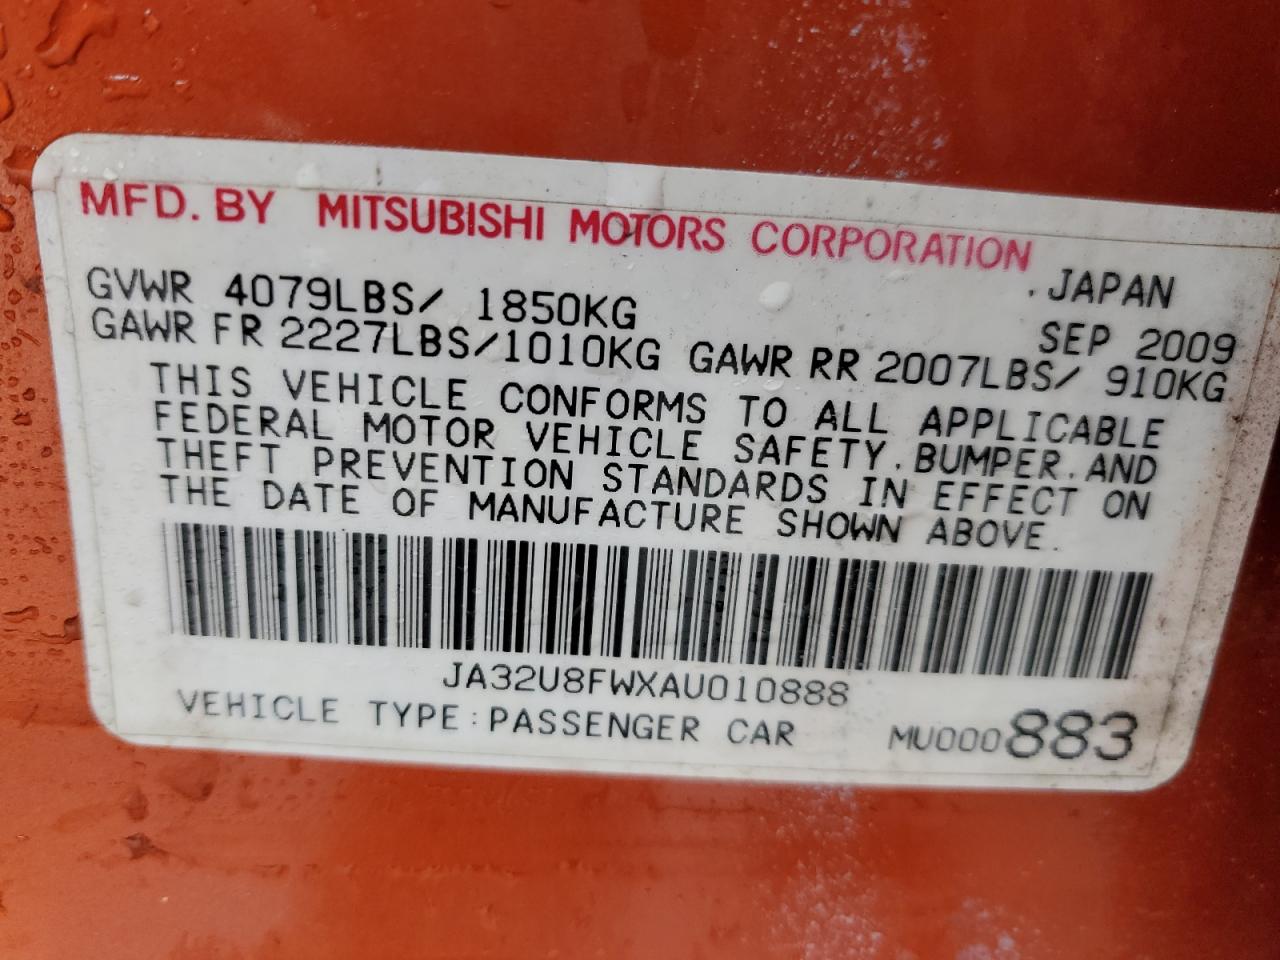 MFD. BY MITSUBISHI MOTORS CORPORATION
. JAPAN
GVWR 4079LBS/ 1850KG SEP 2009
GAWR FR 2227LBS/1010KG GAWR RR 2007LBS/ 910KG
THIS VEHICLE CONFORMS TO ALL APPLICABLE
FEDERAL MOTOR VEHICLE SAFETY, BUMPER, AND
THEFT PREVENTION STANDARDS IN EFFECT ON
THE DATE OF MANUFACTURE SHOWN ABOVE.
JA32U8FWXAU010888
VEHICLE TYPE:PASSENGER CAR MU000883